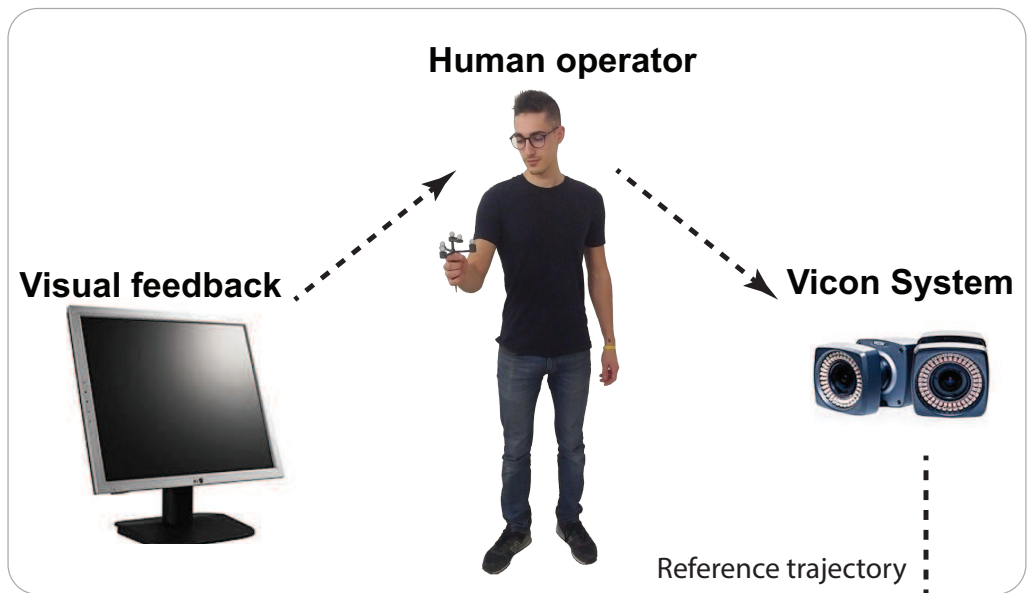 Human operator
Visual feedback
Vicon System
Reference trajectory